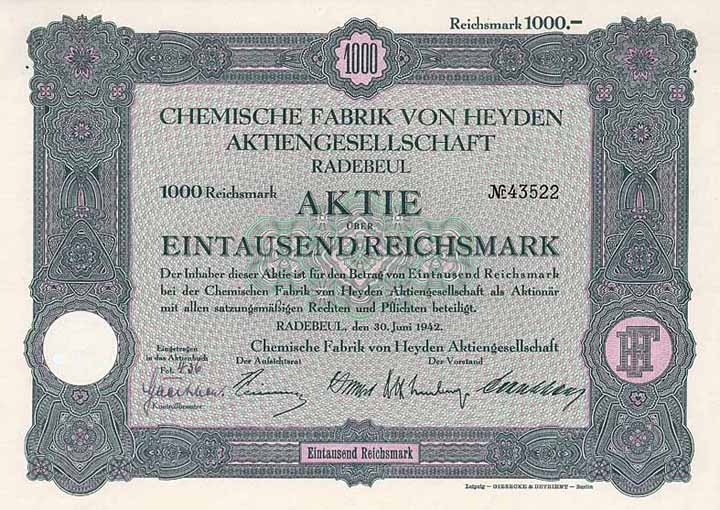 Reichsmark 1000.—
1000
CHEMISCHE FABRIK VON HEYDEN
AKTIENGESELLSCHAFT
RADEBEUL
1000 Reichsmark AKTIE № 43522
ÜBER
EINTAUSEND REICHSMARK
Der Inhaber dieser Aktie ist für den Betrag von Eintausend Reichsmark
bei der Chemischen Fabrik von Heyden Aktiengesellschaft als Aktionär
mit allen satzungsmäßigen Rechten und Pflichten beteiligt.
RADEBEUL, den 30. Juni 1942.
Eingetragen
in das Aktienbuch
Fol.
Kontrollbeamter
Chemische Fabrik von Heyden Aktiengesellschaft
Der Aufsichtsrat Der Vorstand
Eintausend Reichsmark
Leipzig — GIESECKE & DEVRIENT — Berlin